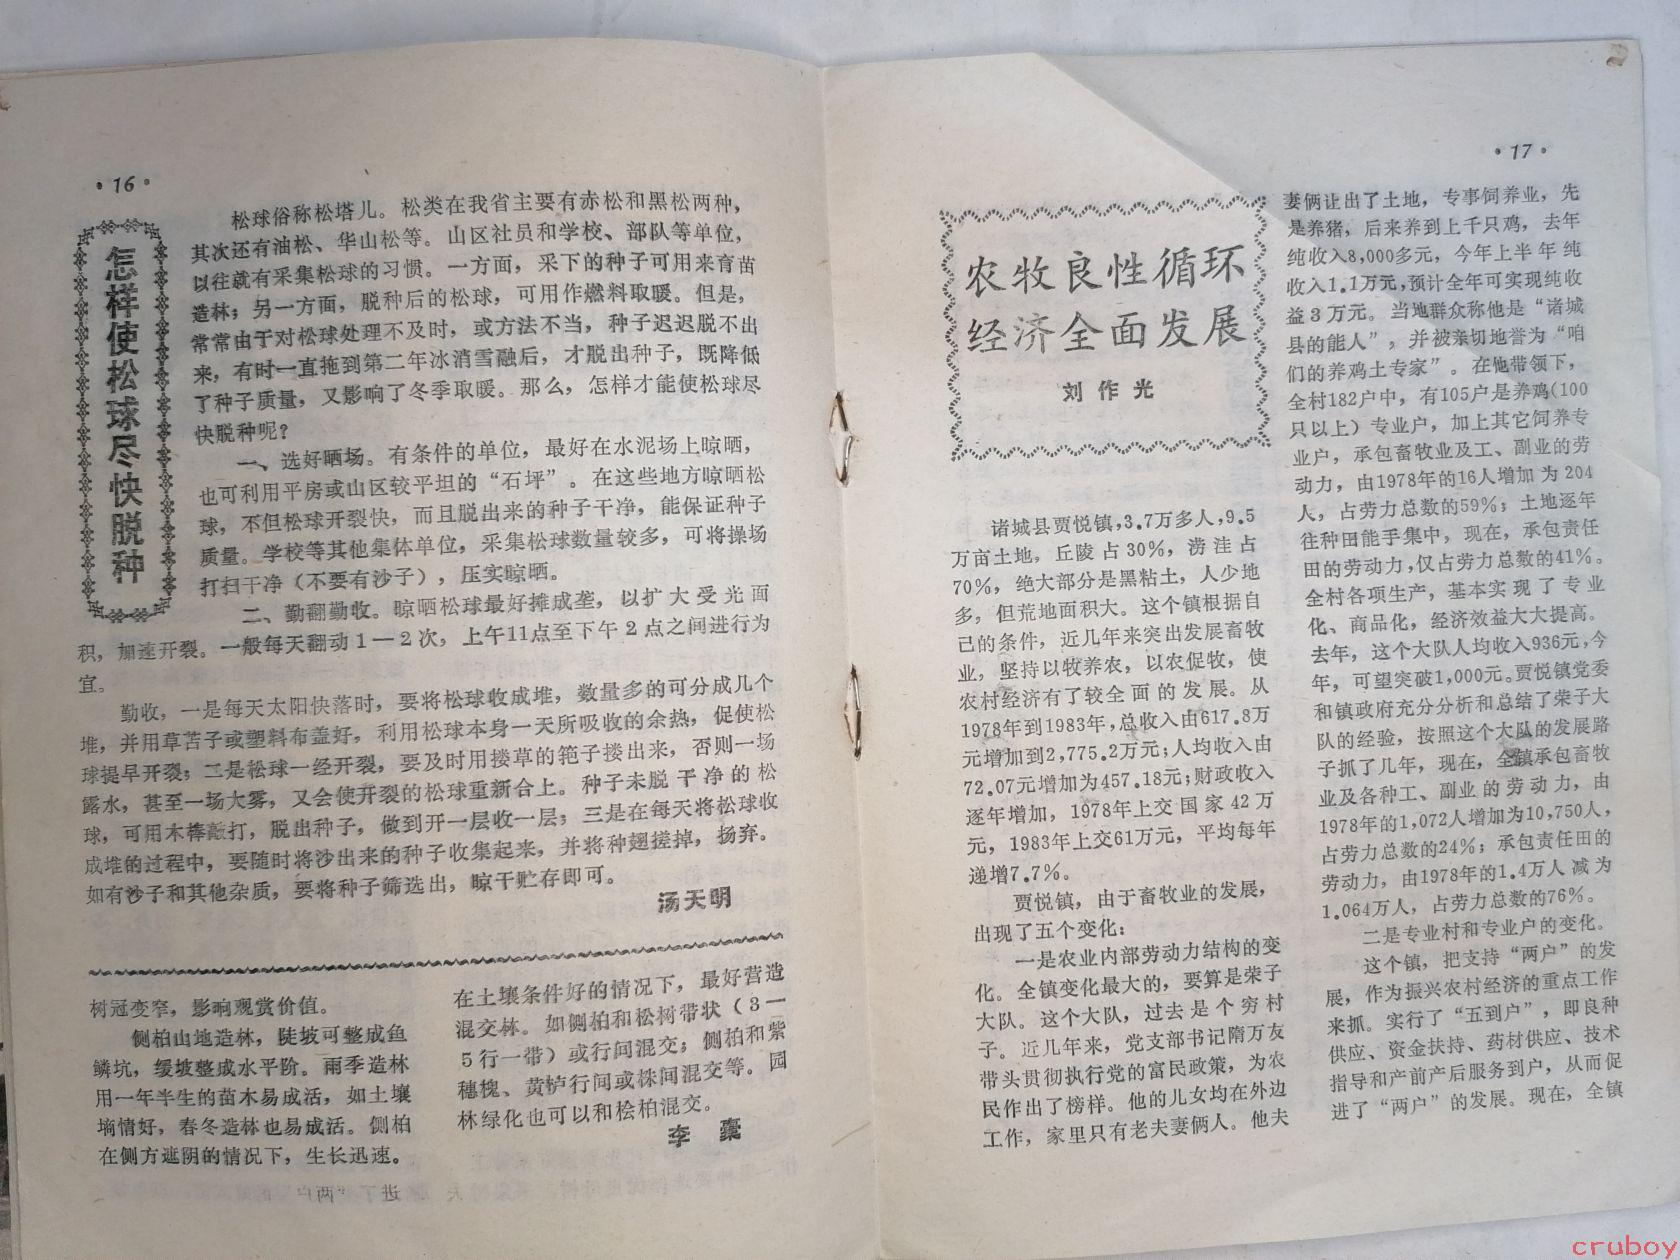 •16•
怎样使松球尽快脱种
松球俗称松塔儿。松类在我省主要有赤松和黑松两种，
其次还有油松、华山松等。山区社员和学校、部队等单位，
以往就有采集松球的习惯。一方面，采下的种子可用来育苗
造林；另一方面，脱种后的松球，可用作燃料取暖。但是，
常常由于对松球处理不及时，或方法不当，种子迟迟脱不出
来，有时一直拖到第二年冰消雪融后，才脱出种子，既降低
了种子质量，又影响了冬季取暖。那么，怎样才能使松球尽
快脱种呢？
一、选好晒场。有条件的单位，最好在水泥场上晾晒，
也可利用平房或山区较平坦的“石坪”。在这些地方晾晒松
球，不但松球开裂快，而且脱出来的种子干净，能保证种子
质量。学校等其他集体单位，采集松球数量较多，可将操场
打扫干净（不要有沙子），压实晾晒。
二、勤翻勤收。晾晒松球最好摊成垄，以扩大受光面
积，加速开裂。一般每天翻动1—2次，上午11点至下午2点之间进行为
宜。
勤收，一是每天太阳快落时，要将松球收成堆，数量多的可分成几个
堆，并用草苫子或塑料布盖好，利用松球本身一天所吸收的余热，促使松
球提早开裂；二是松球一经开裂，要及时用搂草的筢子搂出来，否则一场
露水，甚至一场大雾，又会使开裂的松球重新合上。种子未脱干净的松
球，可用木棒敲打，脱出种子，做到开一层收一层；三是在每天将松球收
成堆的过程中，要随时将沙出来的种子收集起来，并将种翅搓掉，扬弃。
如有沙子和其他杂质，要将种子筛选出，晾干贮存即可。
汤天明
树冠变窄，影响观赏价值。
侧柏山地造林，陡坡可整成鱼
鳞坑，缓坡整成水平阶。雨季造林
用一年半生的苗木易成活，如土壤
墒情好，春冬造林也易成活。侧柏
在侧方遮阴的情况下，生长迅速。
在土壤条件好的情况下，最好营造
混交林。如侧柏和松树带状（3—
5行一带）或行间混交；侧柏和紫
穗槐、黄栌行间或株间混交等。园
林绿化也可以和桧柏混交。
李 橐
•17•
农牧良性循环
经济全面发展
刘作光
诸城县贾悦镇，3.7万多人，9.5
万亩土地，丘陵占30%，涝洼占
70%，绝大部分是黑粘土，人少地
多，但荒地面积大。这个镇根据自
己的条件，近几年来突出发展畜牧
业，坚持以牧养农，以农促牧，使
农村经济有了较全面的发展。从
1978年到1983年，总收入由617.8万
元增加到2,775.2万元；人均收入由
72.07元增加为457.18元；财政收入
逐年增加，1978年上交国家42万
元，1983年上交61万元，平均每年
递增7.7%。
贾悦镇，由于畜牧业的发展，
出现了五个变化：
一是农业内部劳动力结构的变
化。全镇变化最大的，要算是荣子
大队。这个大队，过去是个穷村
子。近几年来，党支部书记隋万友
带头贯彻执行党的富民政策，为农
民作出了榜样。他的儿女均在外边
工作，家里只有老夫妻俩人。他夫
妻俩让出了土地，专事饲养业，先
是养猪，后来养到上千只鸡，去年
纯收入8,000多元，今年上半年纯
收入1.1万元，预计全年可实现纯收
益3万元。当地群众称他是“诸城
县的能人”，并被亲切地誉为“咱
们的养鸡土专家”。在他带领下，
全村182户中，有105户是养鸡（100
只以上）专业户，加上其它饲养专
业户，承包畜牧业及工、副业的劳
动力，由1978年的16人增加为204
人，占劳力总数的59%；土地逐年
往种田能手集中，现在，承包责任
田的劳动力，仅占劳力总数的41%。
全村各项生产，基本实现了专业
化、商品化，经济效益大大提高。
去年，这个大队人均收入936元，今
年，可望突破1,000元。贾悦镇党委
和镇政府充分分析和总结了荣子大
队的经验，按照这个大队的发展路
子抓了几年，现在，全镇承包畜牧
业及各种工、副业的劳动力，由
1978年的1,072人增加为10,750人，
占劳力总数的24%；承包责任田的
劳动力，由1978年的1.4万人减为
1.064万人，占劳力总数的76%。
二是专业村和专业户的变化。
这个镇，把支持“两户”的发
展，作为振兴农村经济的重点工作
来抓。实行了“五到户”，即良种
供应、资金扶持、药材供应、技术
指导和产前产后服务到户，从而促
进了“两户”的发展。现在，全镇
cruboy